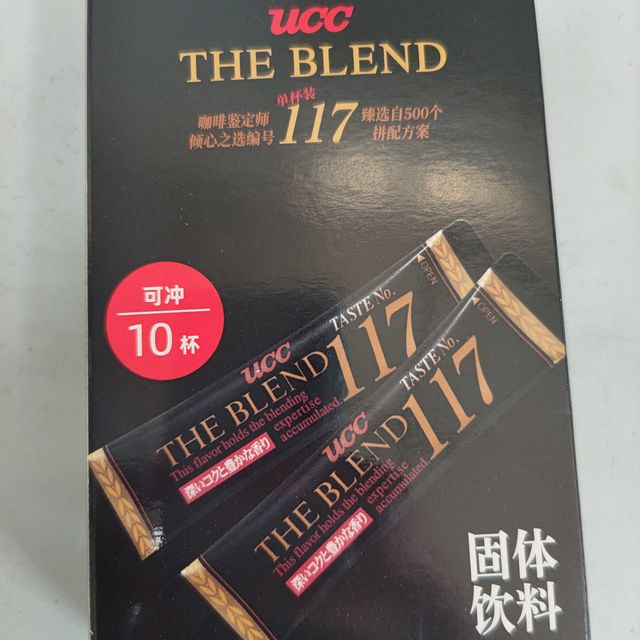 UCC
THE BLEND
单杯装
咖啡鉴定师
倾心之选编号
117
臻选自500个
拼配方案
可冲
10杯
OPEN
TASTE No.
117
UCC
THE BLEND
This flavor holds the blending
expertise
accumulated.
深いコクと豊かな香り
OPEN
TASTE No.
117
UCC
THE BLEND
This flavor holds the blending
expertise
accumulated.
深いコクと豊かな香り
固体
饮料